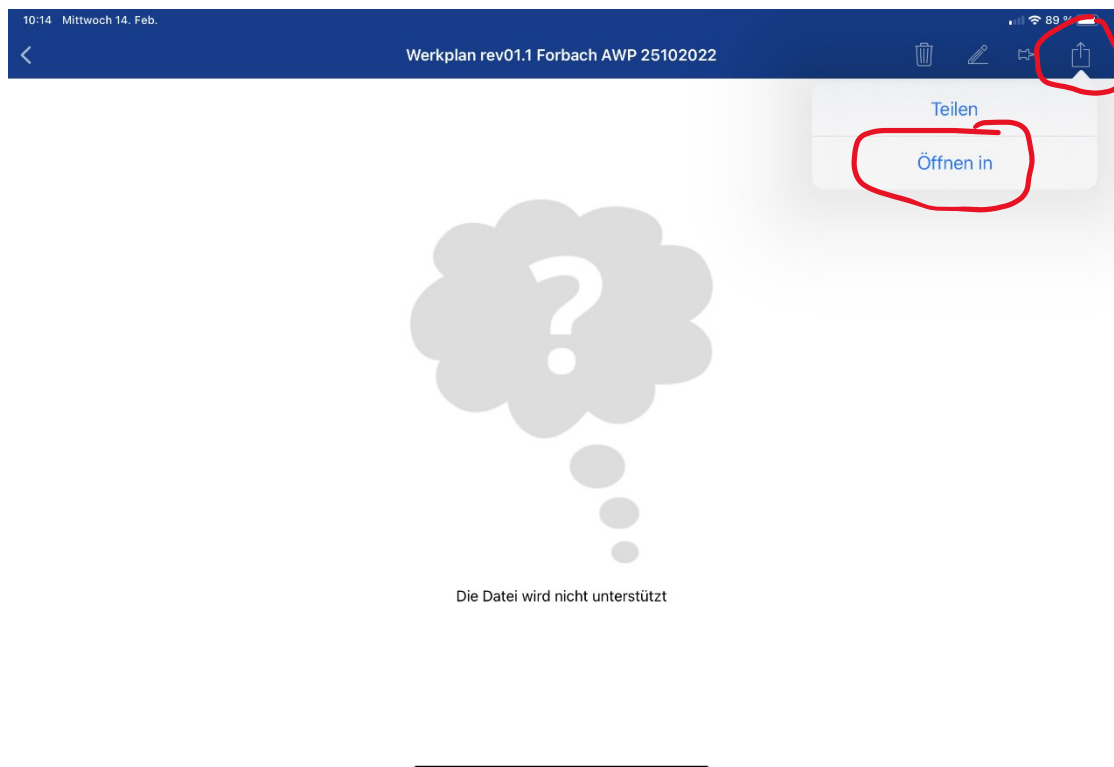 10:14 Mittwoch 14. Feb.
89 %
Werkplan rev01.1 Forbach AWP 25102022
Teilen
Öffnen in
?
Die Datei wird nicht unterstützt